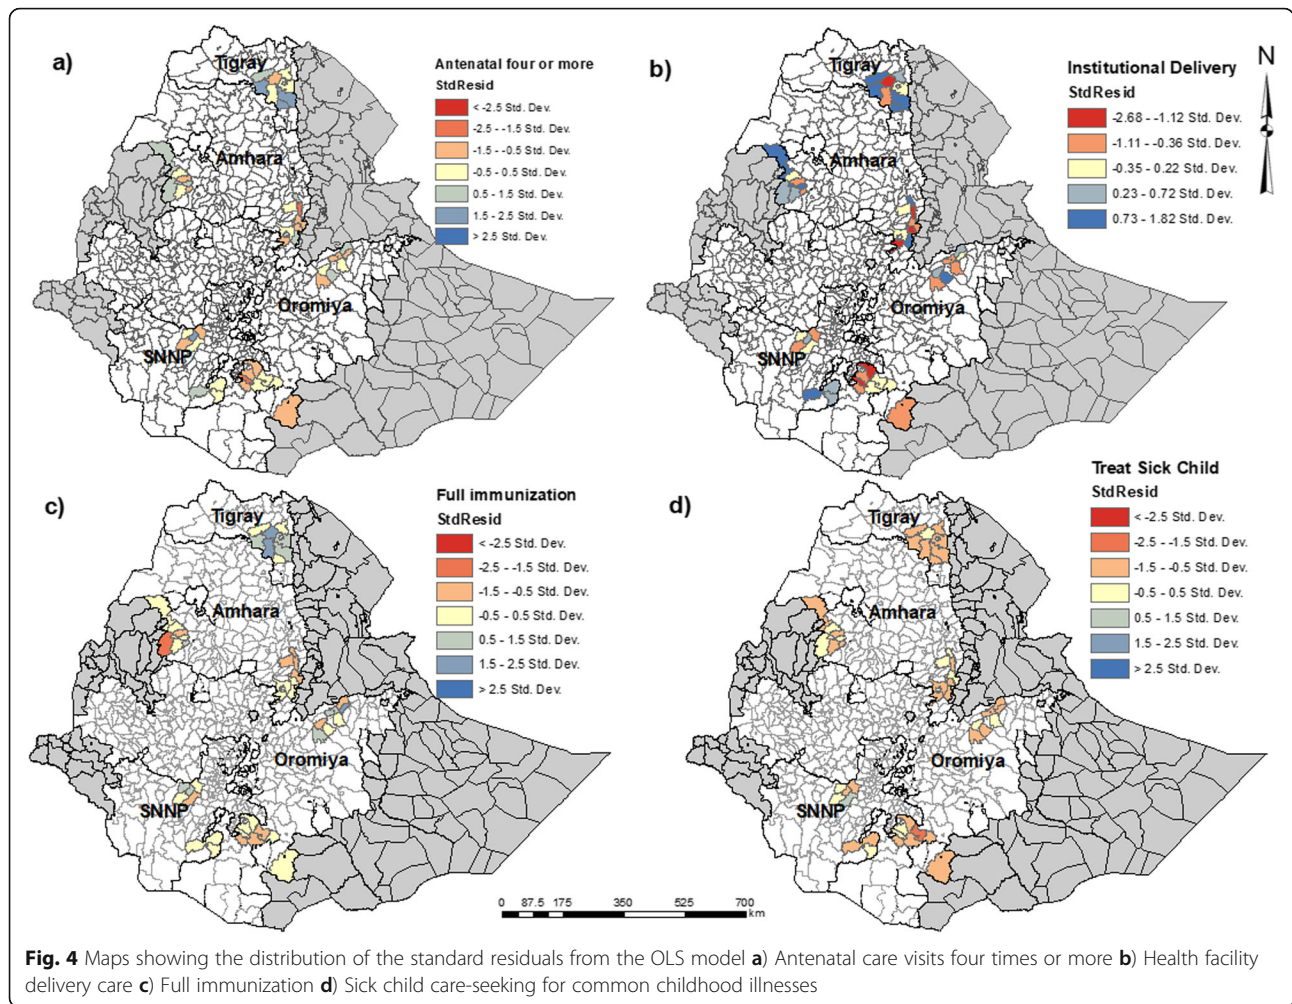 a)
Tigray
Amhara
Oromiya
SNNP
Antenatal four or more
StdResid
< -2.5 Std. Dev.
-2.5 - -1.5 Std. Dev.
-1.5 - -0.5 Std. Dev.
-0.5 - 0.5 Std. Dev.
0.5 - 1.5 Std. Dev.
1.5 - 2.5 Std. Dev.
> 2.5 Std. Dev.
b)
Tigray
Amhara
Oromiya
SNNP
Institutional Delivery
StdResid
-2.68 - -1.12 Std. Dev.
-1.11 - -0.36 Std. Dev.
-0.35 - 0.22 Std. Dev.
0.23 - 0.72 Std. Dev.
0.73 - 1.82 Std. Dev.
N
c)
Tigray
Amhara
Oromiya
SNNP
Full immunization
StdResid
< -2.5 Std. Dev.
-2.5 - -1.5 Std. Dev.
-1.5 - -0.5 Std. Dev.
-0.5 - 0.5 Std. Dev.
0.5 - 1.5 Std. Dev.
1.5 - 2.5 Std. Dev.
> 2.5 Std. Dev.
d)
Tigray
Amhara
Oromiya
SNNP
Treat Sick Child
StdResid
< -2.5 Std. Dev.
-2.5 - -1.5 Std. Dev.
-1.5 - -0.5 Std. Dev.
-0.5 - 0.5 Std. Dev.
0.5 - 1.5 Std. Dev.
1.5 - 2.5 Std. Dev.
> 2.5 Std. Dev.
0 87.5 175 350 525 700
km
Fig. 4 Maps showing the distribution of the standard residuals from the OLS model a) Antenatal care visits four times or more b) Health facility
delivery care c) Full immunization d) Sick child care-seeking for common childhood illnesses